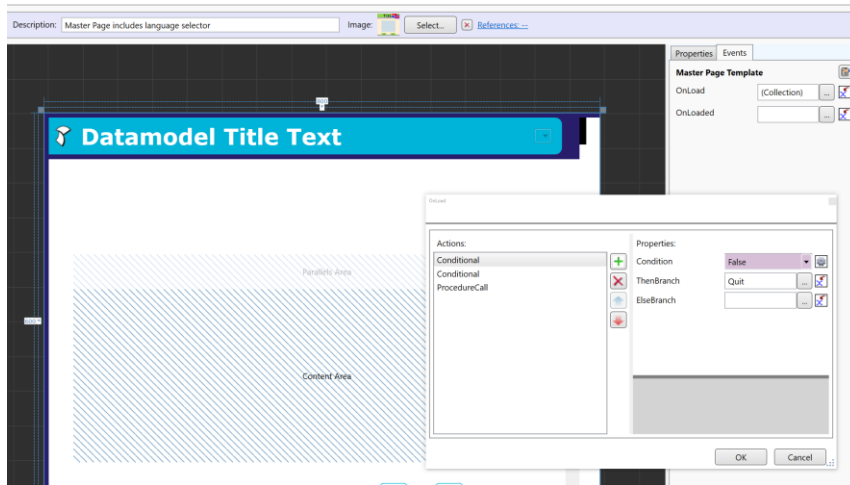 Description: Master Page includes language selector Image: Select... References: --
Properties Events
Master Page Template
OnLoad (Collection) ...
OnLoaded ...
Datamodel Title Text
Parallels Area
Content Area
OnLoad
Actions:
Conditional
Conditional
ProcedureCall
Properties:
Condition False
ThenBranch Quit ...
ElseBranch ...
OK Cancel